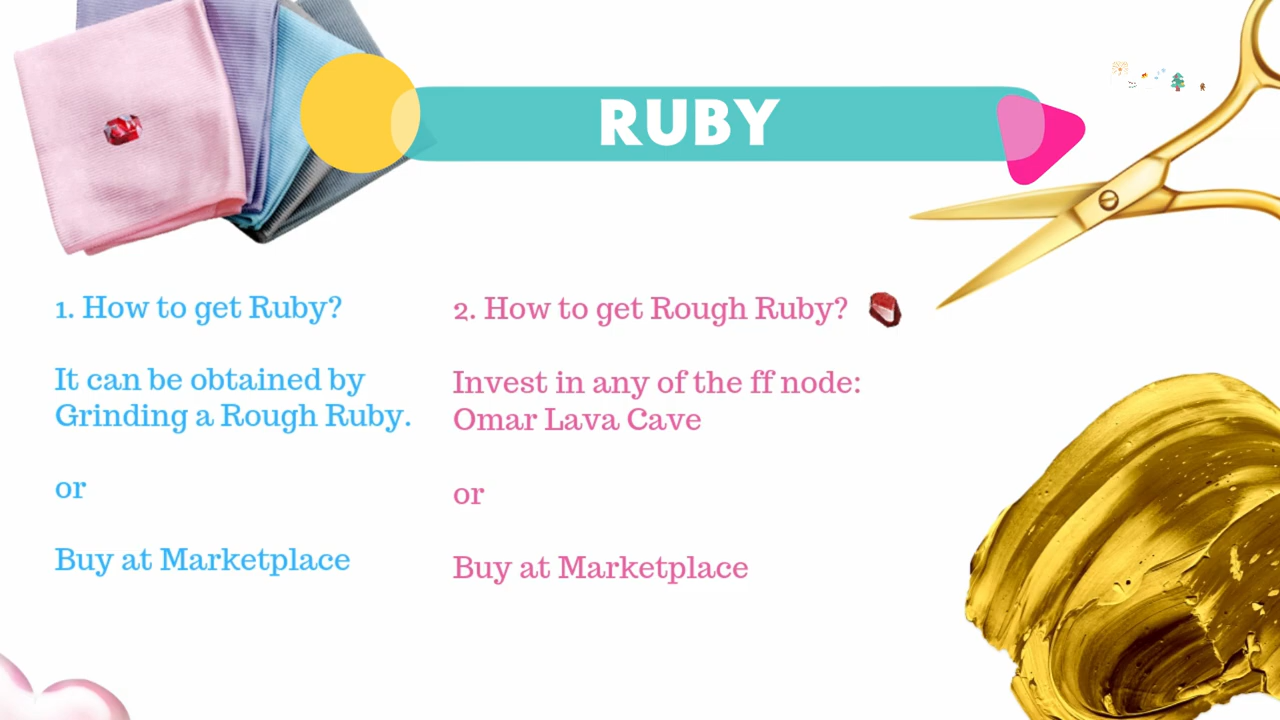 RUBY
1. How to get Ruby?
It can be obtained by
Grinding a Rough Ruby.
or
Buy at Marketplace
2. How to get Rough Ruby?
Invest in any of the ff node:
Omar Lava Cave
or
Buy at Marketplace